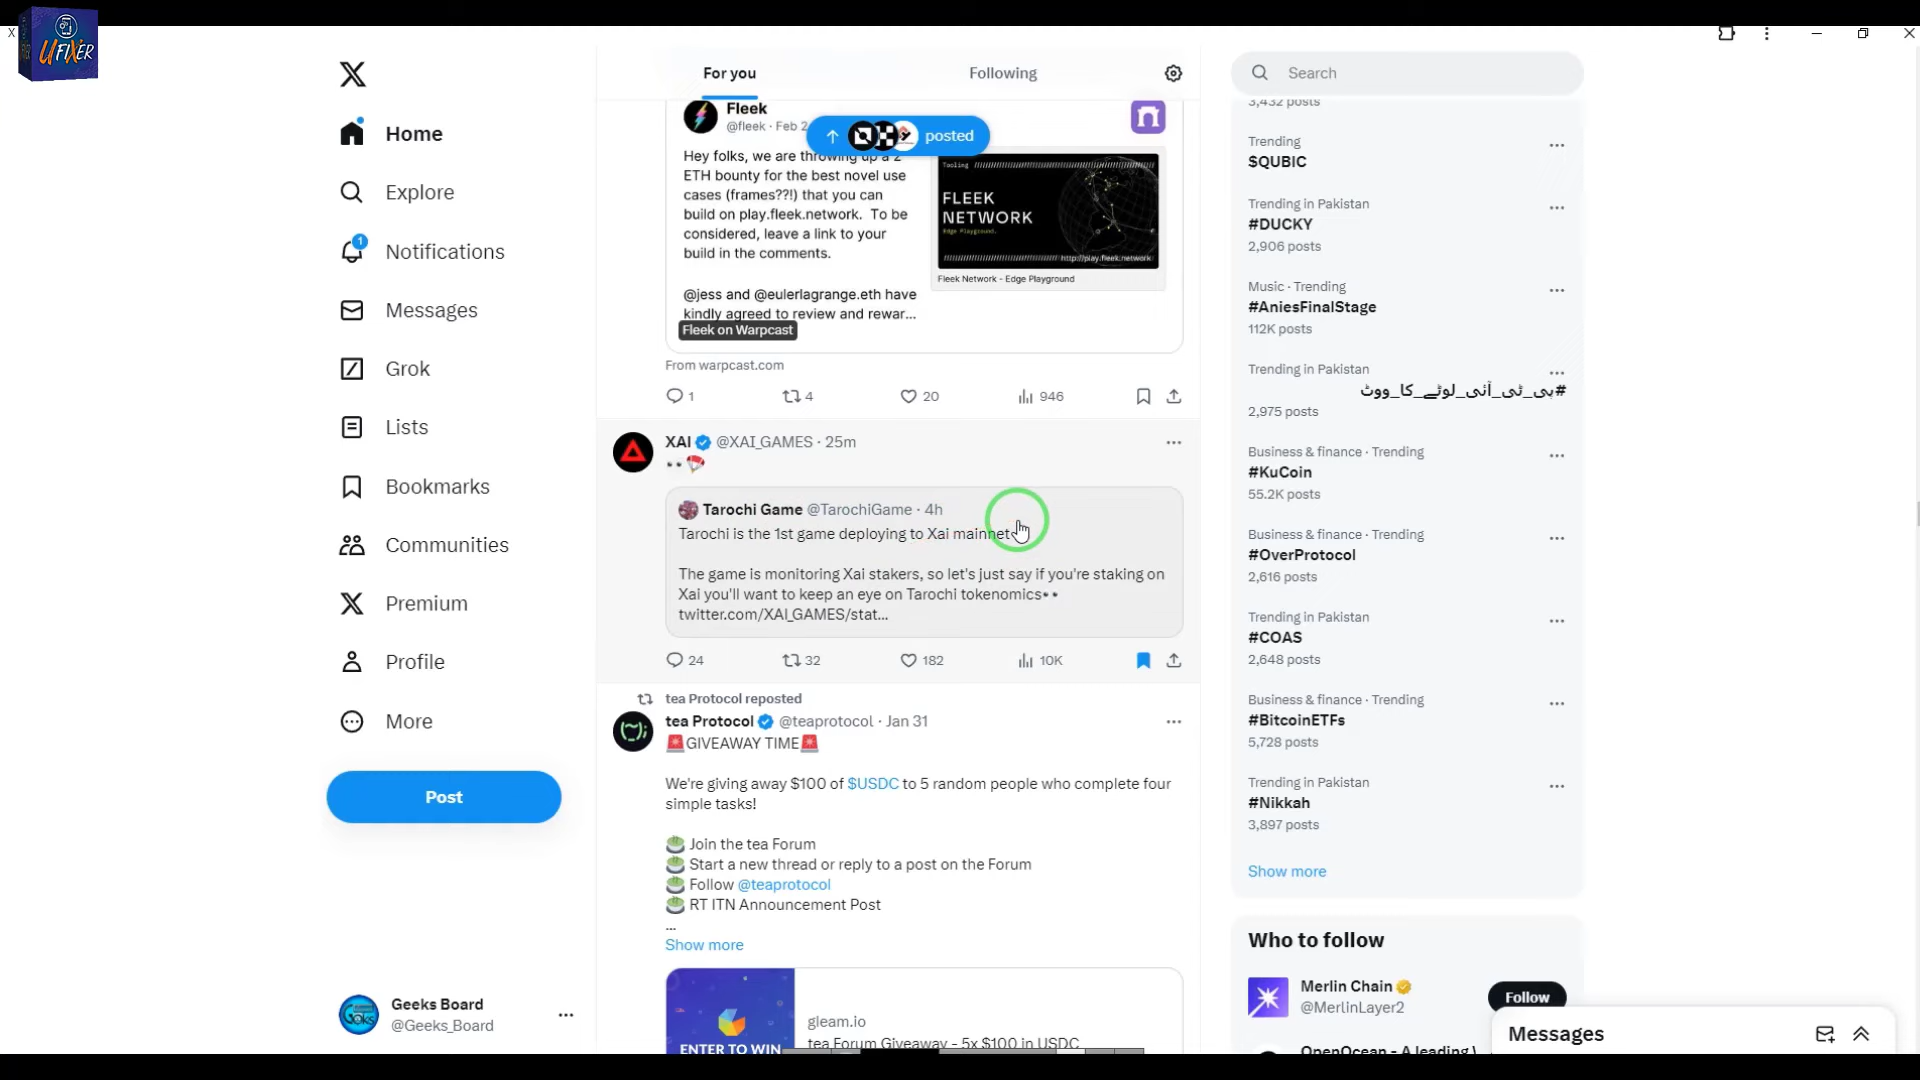 X
UFIXER
Home
Explore
1
Notifications
Messages
Grok
Lists
Bookmarks
Communities
Premium
Profile
More
Post
Geeks Board
@Geeks_Board
For you
Following
posted
Fleek
@fleek · Feb 2
Hey folks, we are throwing up a 2
ETH bounty for the best novel use
cases (frames??!) that you can
build on play.fleek.network. To be
considered, leave a link to your
build in the comments.
@jess and @eulerlagrange.eth have
kindly agreed to review and rewar...
Fleek on Warpcast
Tooling
FLEEK
NETWORK
Edge Playground.
http://play.fleek.network
Fleek Network - Edge Playground
From warpcast.com
1 4 20 946
XAI @XAI_GAMES · 25m
Tarochi Game @TarochiGame · 4h
Tarochi is the 1st game deploying to Xai mainnet
The game is monitoring Xai stakers, so let's just say if you're staking on
Xai you'll want to keep an eye on Tarochi tokenomics
twitter.com/XAI_GAMES/stat...
24 32 182 10K
tea Protocol reposted
tea Protocol @teaprotocol · Jan 31
GIVEAWAY TIME
We're giving away $100 of $USDC to 5 random people who complete four
simple tasks!
Join the tea Forum
Start a new thread or reply to a post on the Forum
Follow @teaprotocol
RT ITN Announcement Post
...
Show more
ENTER TO WIN
gleam.io
tea Forum Giveaway - 5x $100 in USDC
Search
3,432 posts
Trending
$QUBIC
Trending in Pakistan
#DUCKY
2,906 posts
Music · Trending
#AniesFinalStage
112K posts
Trending in Pakistan
#پی_ٹی_آئی_لوٹے_کا_ووٹ
2,975 posts
Business & finance · Trending
#KuCoin
55.2K posts
Business & finance · Trending
#OverProtocol
2,616 posts
Trending in Pakistan
#COAS
2,648 posts
Business & finance · Trending
#BitcoinETFs
5,728 posts
Trending in Pakistan
#Nikkah
3,897 posts
Show more
Who to follow
Merlin Chain
@MerlinLayer2
Follow
OpenOcean - A leading
Messages